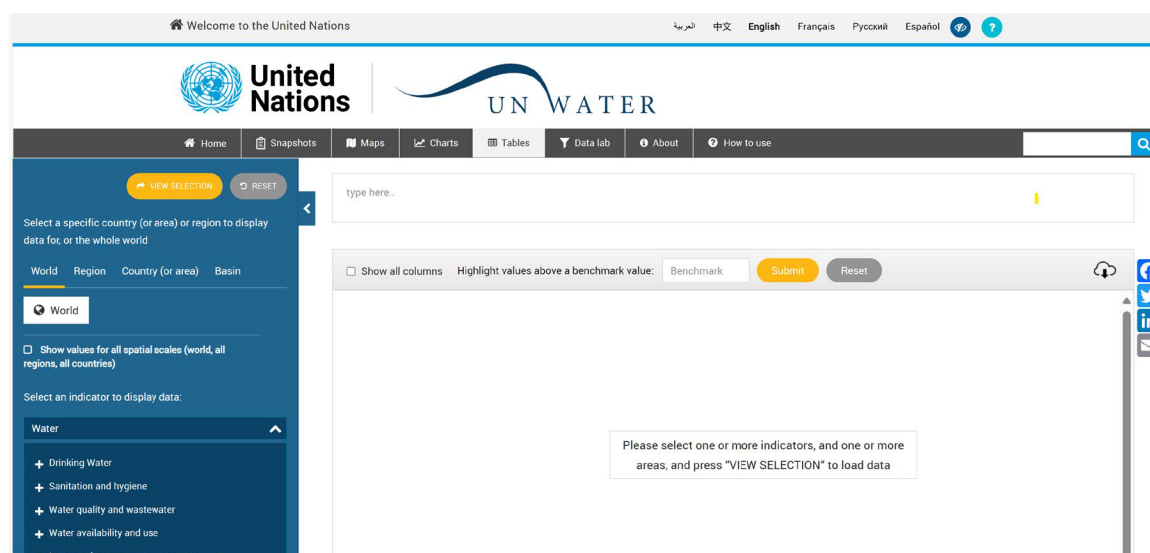 Welcome to the United Nations
العربية 中文 English Français Русский Español ?
United
Nations
UN WATER
Home Snapshots Maps Charts Tables Data lab About How to use
VIEW SELECTION RESET
Select a specific country (or area) or region to display
data for, or the whole world
World Region Country (or area) Basin
World
Show values for all spatial scales (world, all
regions, all countries)
Select an indicator to display data:
Water
Drinking Water
Sanitation and hygiene
Water quality and wastewater
Water availability and use
type here..
Show all columns Highlight values above a benchmark value: Benchmark Submit Reset
Please select one or more indicators, and one or more
areas, and press “VIEW SELECTION” to load data
in